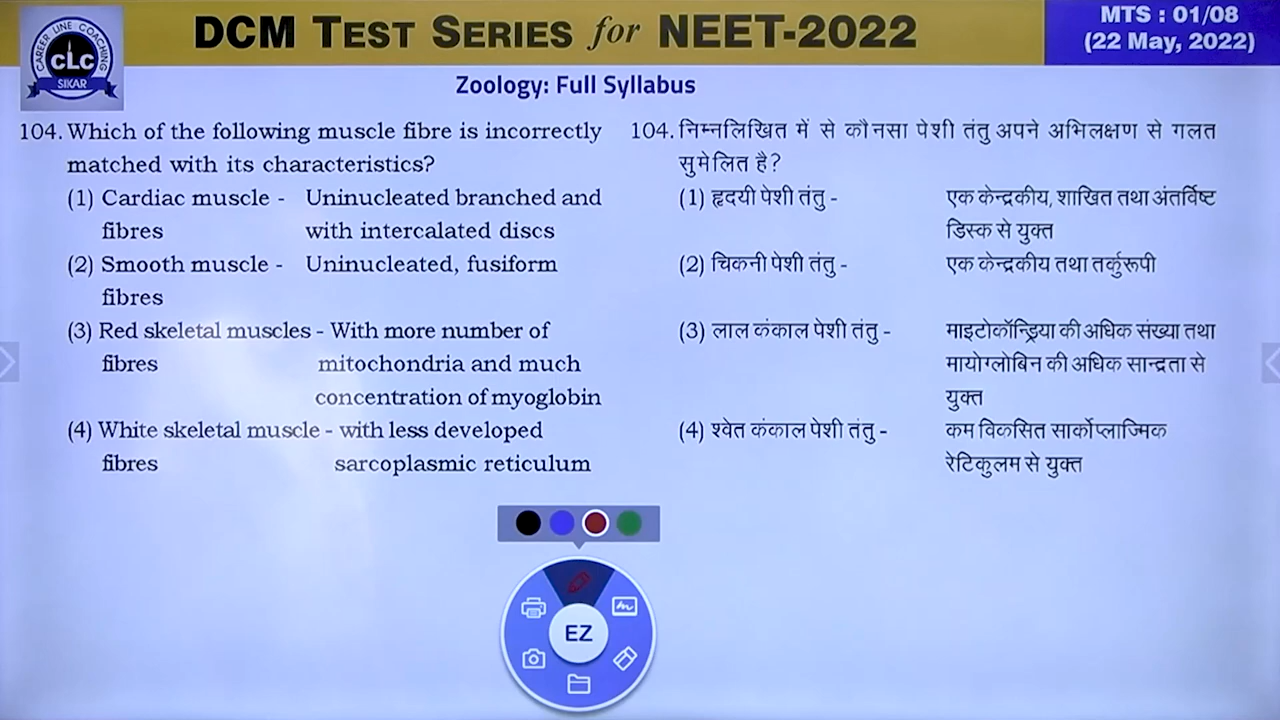 CAREER LINE COACHING
CLC
SIKAR
DCM TEST SERIES for NEET-2022
MTS : 01/08
(22 May, 2022)
Zoology: Full Syllabus
104. Which of the following muscle fibre is incorrectly
matched with its characteristics?
(1) Cardiac muscle - Uninucleated branched and
fibres with intercalated discs
(2) Smooth muscle - Uninucleated, fusiform
fibres
(3) Red skeletal muscles - With more number of
fibres mitochondria and much
concentration of myoglobin
(4) White skeletal muscle - with less developed
fibres sarcoplasmic reticulum
104. निम्नलिखित में से कौनसा पेशी तंतु अपने अभिलक्षण से गलत
सुमेलित है?
(1) हृदयी पेशी तंतु - एक केन्द्रकीय, शाखित तथा अंतर्विष्ट
डिस्क से युक्त
(2) चिकनी पेशी तंतु - एक केन्द्रकीय तथा तर्कुरूपी
(3) लाल कंकाल पेशी तंतु - माइटोकॉन्ड्रिया की अधिक संख्या तथा
मायोग्लोबिन की अधिक सान्द्रता से
युक्त
(4) श्वेत कंकाल पेशी तंतु - कम विकसित सार्कोप्लाज्मिक
रेटिकुलम से युक्त
EZ